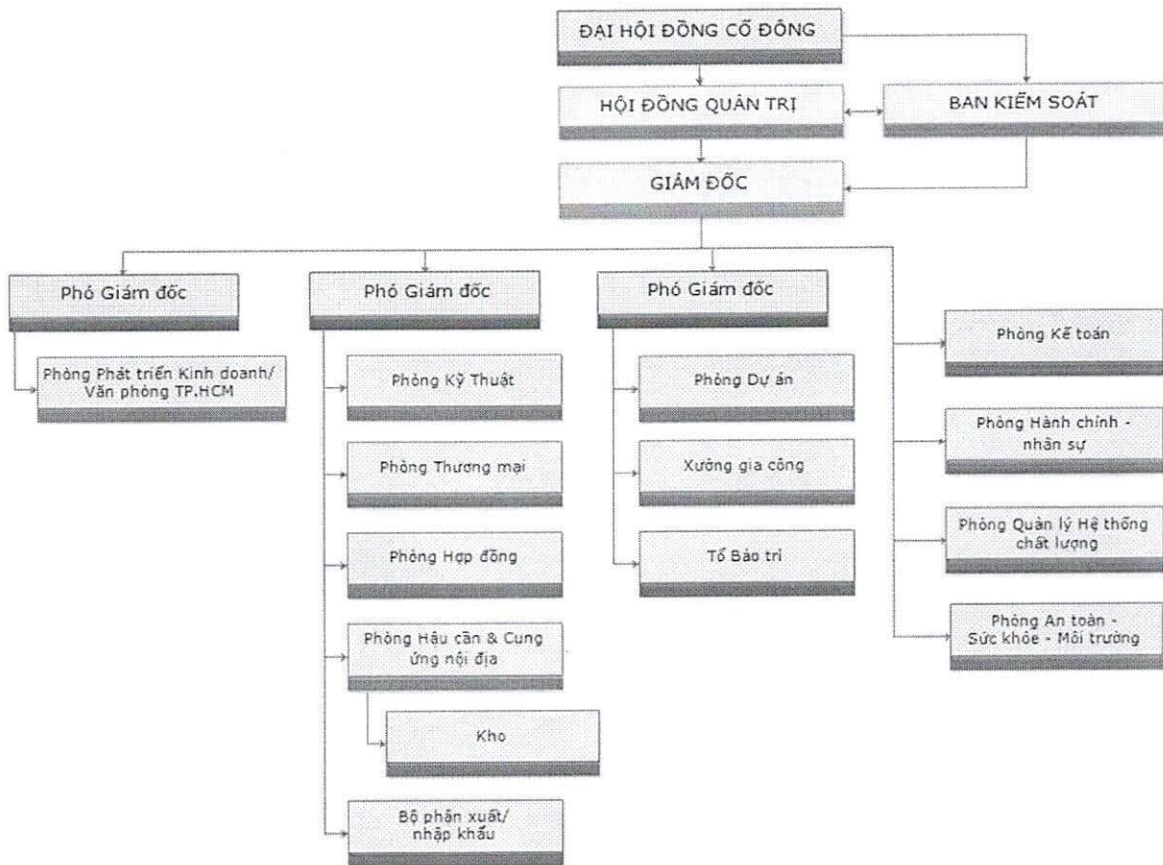 ĐẠI HỘI ĐỒNG CỔ ĐÔNG
HỘI ĐỒNG QUẢN TRỊ
BAN KIỂM SOÁT
GIÁM ĐỐC
Phó Giám đốc
Phòng Phát triển Kinh doanh/
Văn phòng TP.HCM
Phó Giám đốc
Phòng Kỹ Thuật
Phòng Thương mại
Phòng Hợp đồng
Phòng Hậu cần & Cung
ứng nội địa
Kho
Bộ phận xuất/
nhập khẩu
Phó Giám đốc
Phòng Dự án
Xưởng gia công
Tổ Bảo trì
Phòng Kế toán
Phòng Hành chính -
nhân sự
Phòng Quản lý Hệ thống
chất lượng
Phòng An toàn -
Sức khỏe - Môi trường